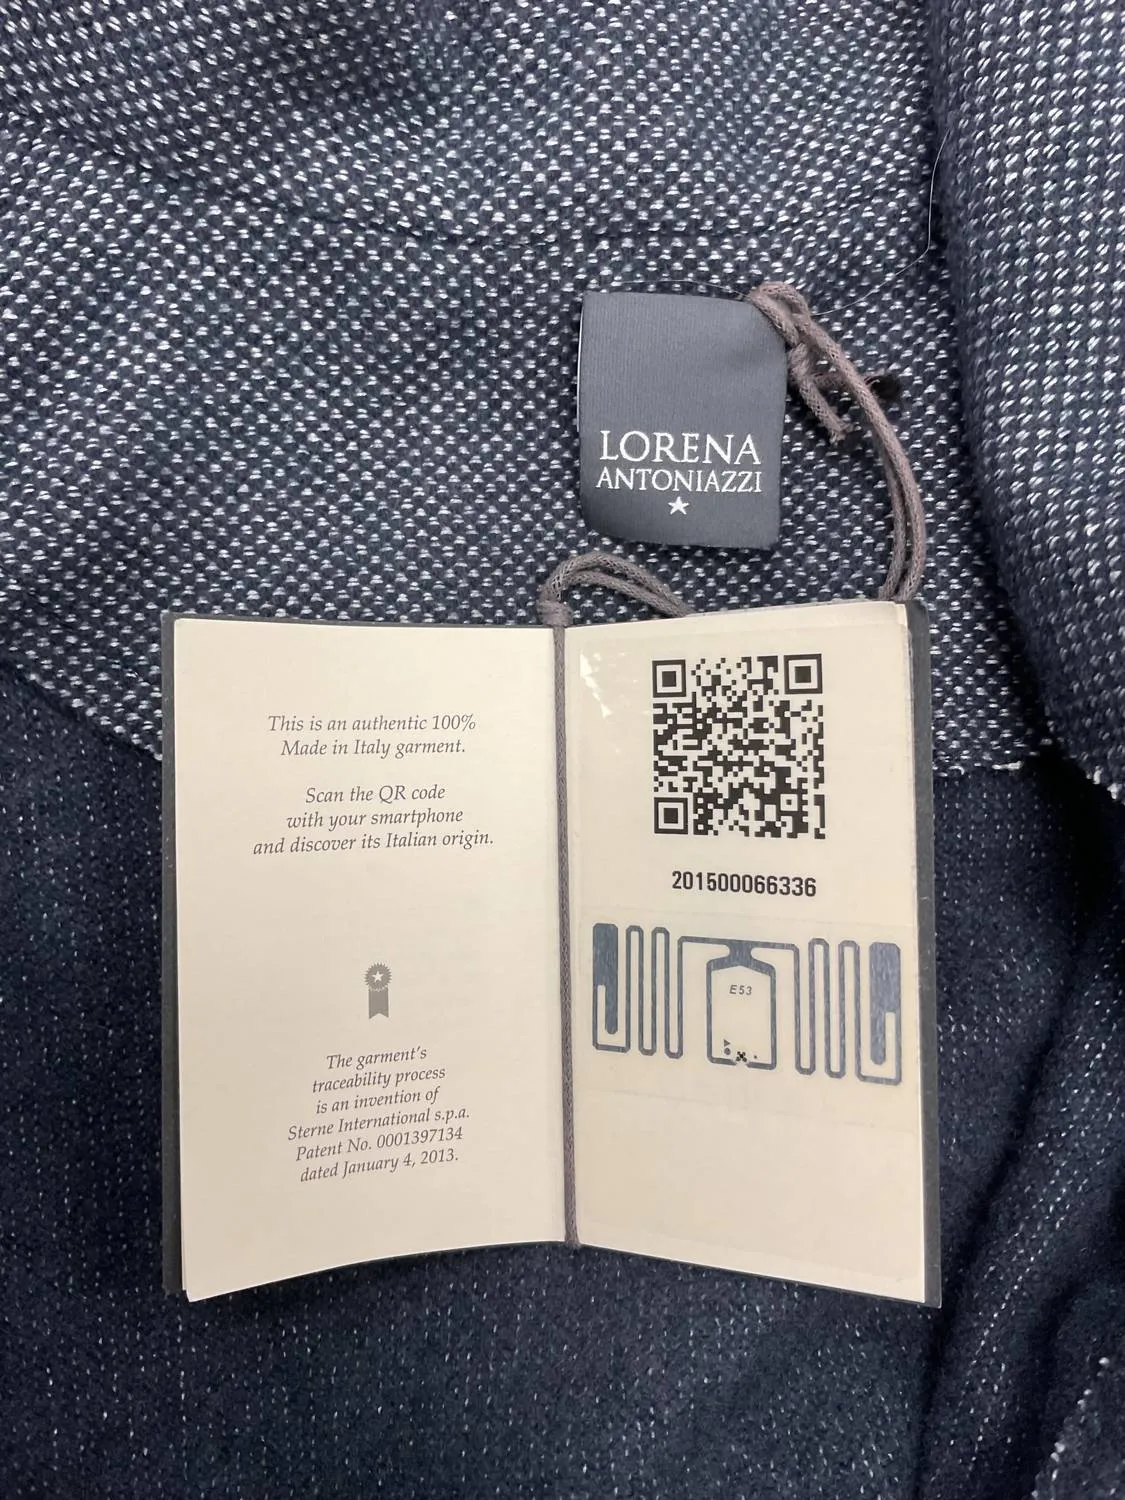 LORENA
ANTONIAZZI
This is an authentic 100%
Made in Italy garment.
Scan the QR code
with your smartphone
and discover its Italian origin.
The garment's
traceability process
is an invention of
Sterne International s.p.a.
Patent No. 0001397134
dated January 4, 2013.
201500066336
E53